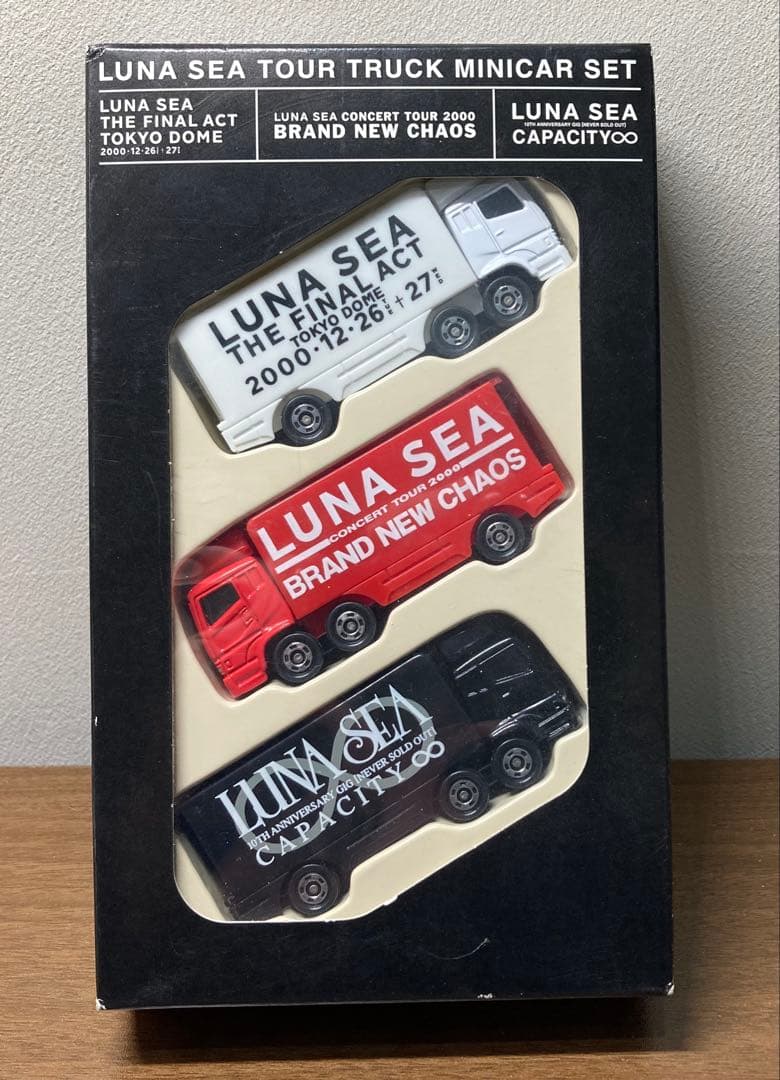 LUNA SEA TOUR TRUCK MINICAR SET
LUNA SEA
THE FINAL ACT
TOKYO DOME
2000·12·26 27
LUNA SEA CONCERT TOUR 2000
BRAND NEW CHAOS
LUNA SEA
10TH ANNIVERSARY GIG [NEVER SOLD OUT]
CAPACITY∞
LUNA SEA
THE FINAL ACT
TOKYO DOME
2000·12·26 TUE + 27 WED
LUNA SEA
CONCERT TOUR 2000
BRAND NEW CHAOS
LUNA SEA
10TH ANNIVERSARY GIG [NEVER SOLD OUT]
CAPACITY ∞